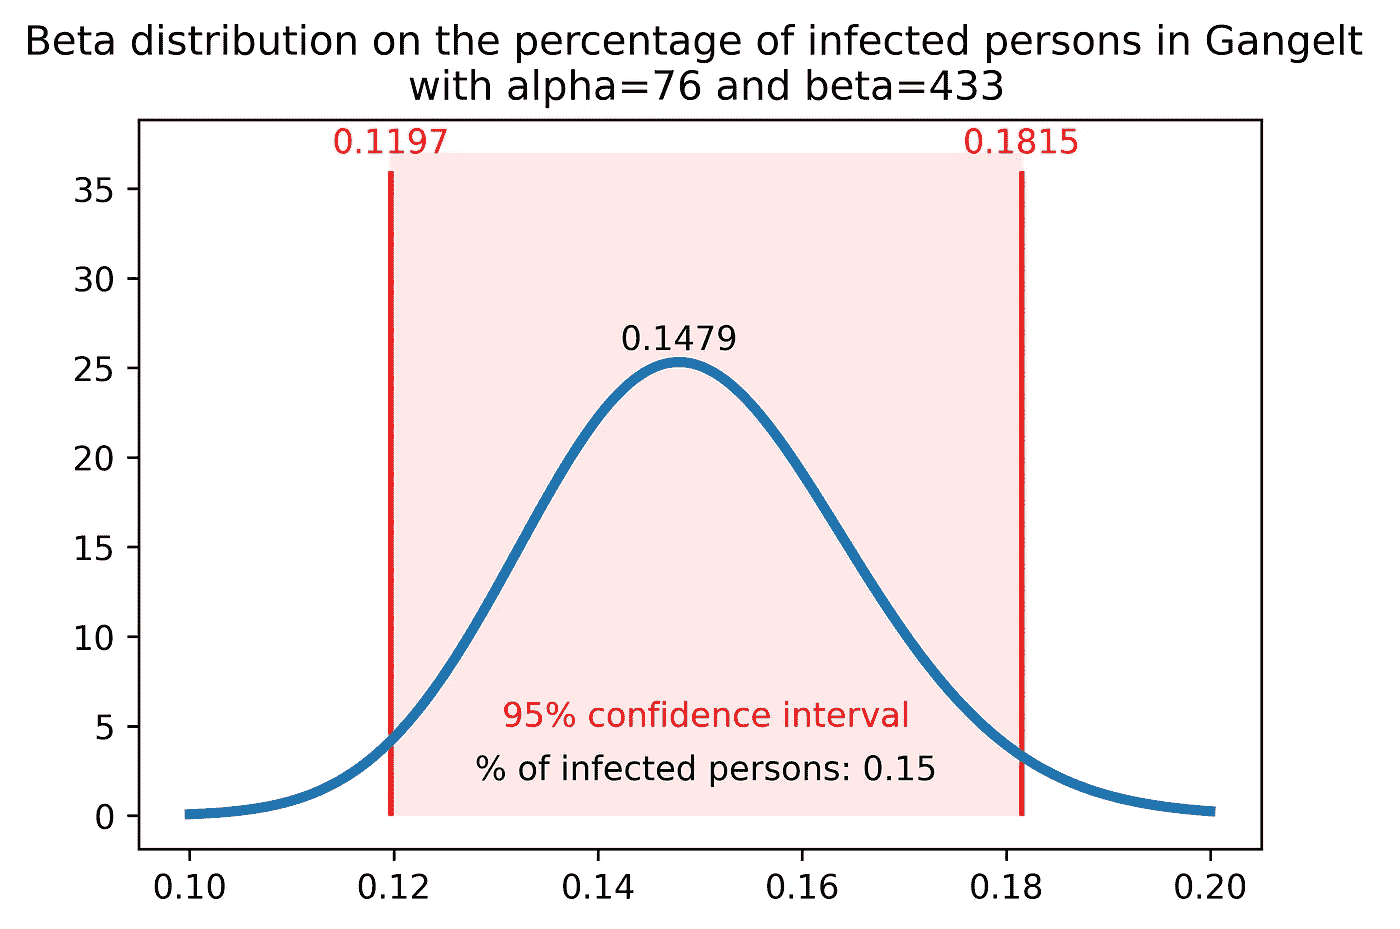 Beta distribution on the percentage of infected persons in Gangelt
with alpha=76 and beta=433
0.1197
0.1815
35
30
0.1479
25
20
15
10
95% confidence interval
5
% of infected persons: 0.15
0
0.10 0.12 0.14 0.16 0.18 0.20